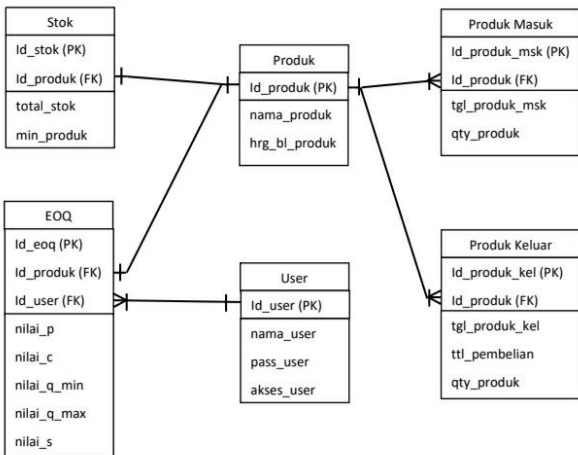 Stok
Id_stok (PK)
Id_produk (FK)
total_stok
min_produk
Produk
Id_produk (PK)
nama_produk
hrg_bl_produk
Produk Masuk
Id_produk_msk (PK)
Id_produk (FK)
tgl_produk_msk
qty_produk
EOQ
Id_eoq (PK)
Id_produk (FK)
Id_user (FK)
nilai_p
nilai_c
nilai_q_min
nilai_q_max
nilai_s
User
Id_user (PK)
nama_user
pass_user
akses_user
Produk Keluar
Id_produk_kel (PK)
Id_produk (FK)
tgl_produk_kel
ttl_pembelian
qty_produk